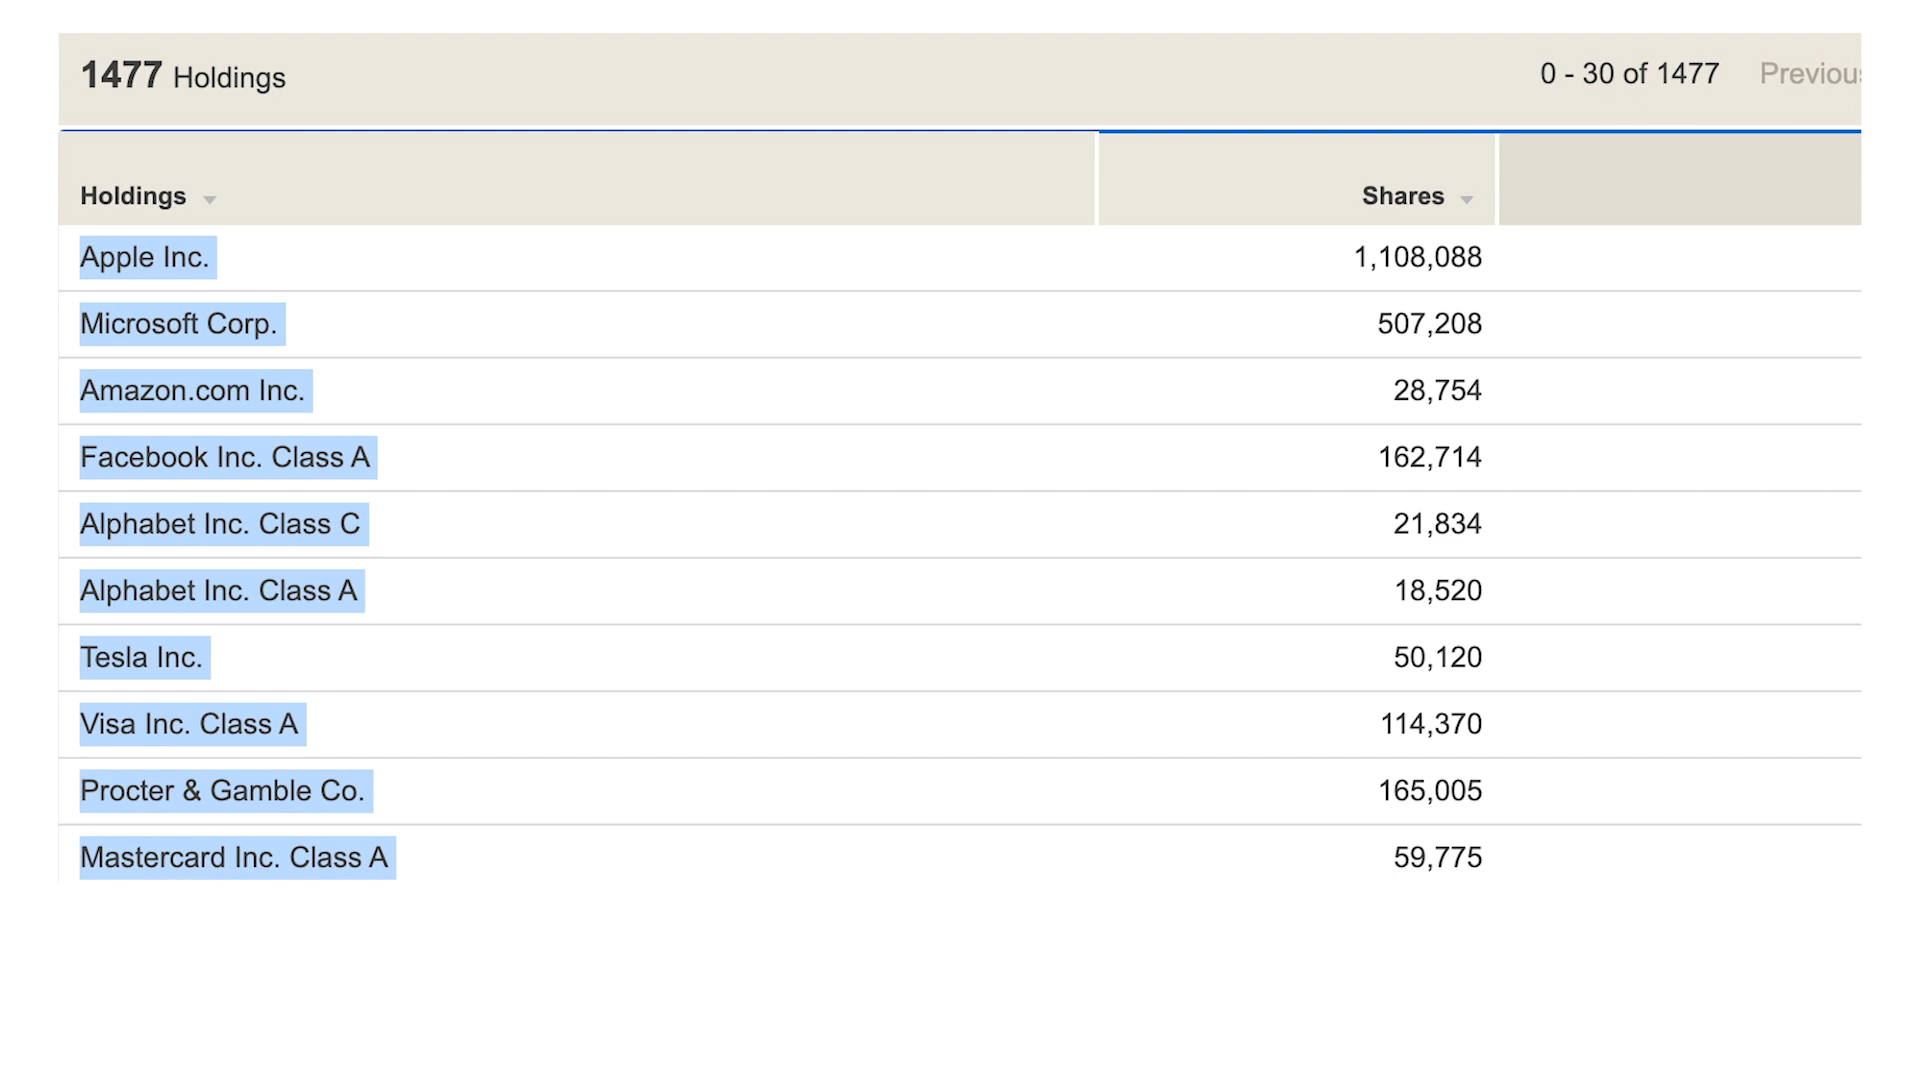 1477 Holdings 0 - 30 of 1477 Previous
Holdings Shares
Apple Inc. 1,108,088
Microsoft Corp. 507,208
Amazon.com Inc. 28,754
Facebook Inc. Class A 162,714
Alphabet Inc. Class C 21,834
Alphabet Inc. Class A 18,520
Tesla Inc. 50,120
Visa Inc. Class A 114,370
Procter & Gamble Co. 165,005
Mastercard Inc. Class A 59,775